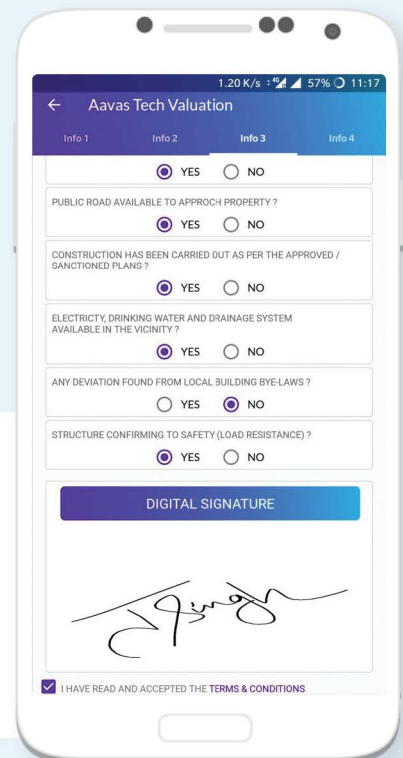 1.20 K/s 4G 57% 11:17
Aavas Tech Valuation
Info 1 Info 2 Info 3 Info 4
YES NO
PUBLIC ROAD AVAILABLE TO APPROCH PROPERTY ?
YES NO
CONSTRUCTION HAS BEEN CARRIED OUT AS PER THE APPROVED /
SANCTIONED PLANS ?
YES NO
ELECTRICTY, DRINKING WATER AND DRAINAGE SYSTEM
AVAILABLE IN THE VICINITY ?
YES NO
ANY DEVIATION FOUND FROM LOCAL BUILDING BYE-LAWS ?
YES NO
STRUCTURE CONFIRMING TO SAFETY (LOAD RESISTANCE) ?
YES NO
DIGITAL SIGNATURE
Singh
I HAVE READ AND ACCEPTED THE TERMS & CONDITIONS